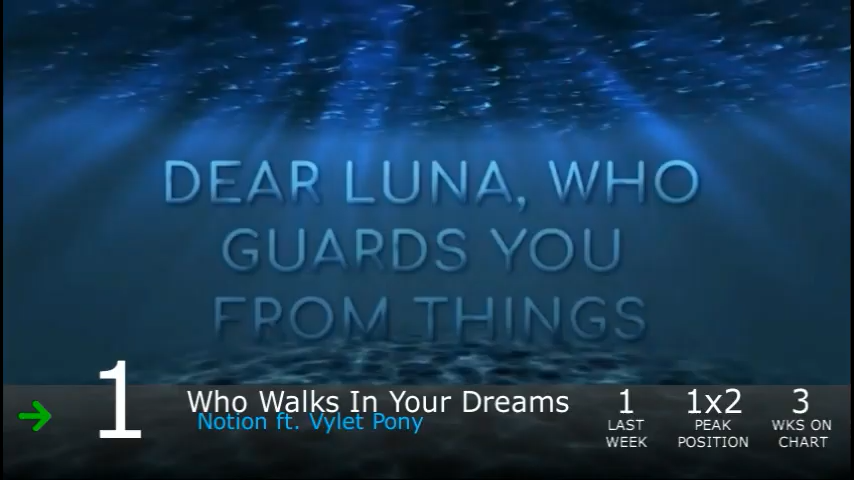 DEAR LUNA, WHO
GUARDS YOU
FROM THINGS
1
Who Walks In Your Dreams
Notion ft. Vylet Pony
1
LAST
WEEK
1x2
PEAK
POSITION
3
WKS ON
CHART